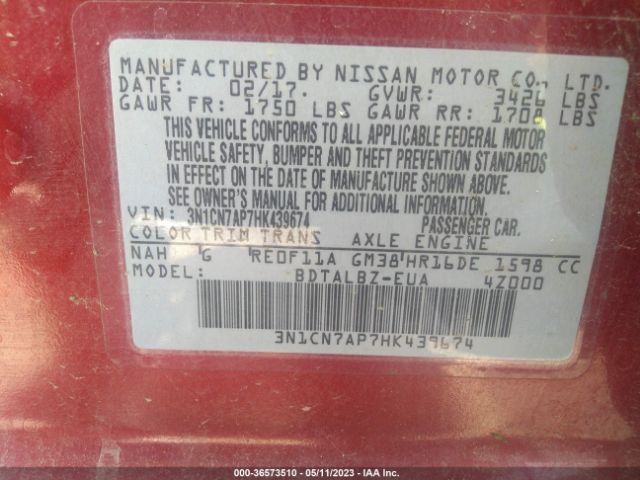 MANUFACTURED BY NISSAN MOTOR CO., LTD.
DATE: 02/17. GVWR: 3426 LBS
GAWR FR: 1750 LBS GAWR RR: 1709 LBS
THIS VEHICLE CONFORMS TO ALL APPLICABLE FEDERAL MOTOR
VEHICLE SAFETY, BUMPER AND THEFT PREVENTION STANDARDS
IN EFFECT ON THE DATE OF MANUFACTURE SHOWN ABOVE.
SEE OWNER'S MANUAL FOR ADDITIONAL INFORMATION.
VIN: 3N1CN7AP7HK439674 PASSENGER CAR.
COLOR TRIM TRANS AXLE ENGINE
NAH G RE0F11A GM38 HR16DE 1598 CC
MODEL: BDTALBZ-EUA 4Z000
3N1CN7AP7HK439674
000-36573510 - 05/11/2023 - IAA Inc.